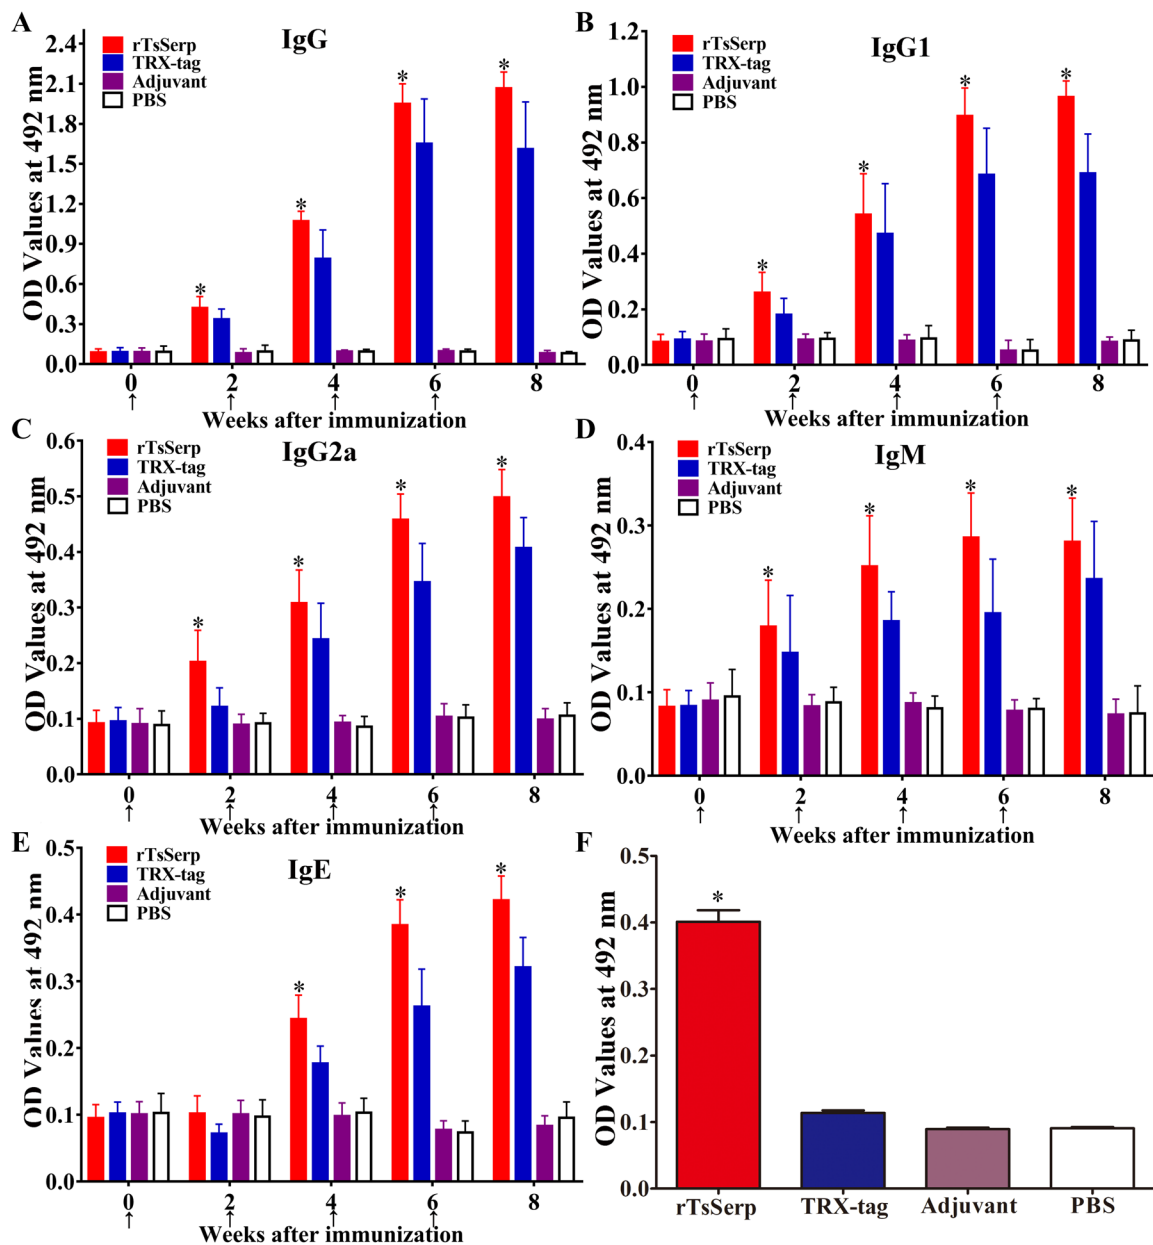 A
IgG
rTsSerp
TRX-tag
Adjuvant
PBS
OD Values at 492 nm
2.4
2.1
1.8
1.5
1.2
0.9
0.6
0.3
0.0
0 2 4 6 8
↑ ↑ ↑ ↑
Weeks after immunization
* * * *
B
IgG1
rTsSerp
TRX-tag
Adjuvant
PBS
OD Values at 492 nm
1.2
1.0
0.8
0.6
0.4
0.2
0.0
0 2 4 6 8
↑ ↑ ↑ ↑
Weeks after immunization
* * * *
C
IgG2a
rTsSerp
TRX-tag
Adjuvant
PBS
OD Values at 492 nm
0.6
0.5
0.4
0.3
0.2
0.1
0.0
0 2 4 6 8
↑ ↑ ↑ ↑
Weeks after immunization
* * * *
D
IgM
rTsSerp
TRX-tag
Adjuvant
PBS
OD Values at 492 nm
0.4
0.3
0.2
0.1
0.0
0 2 4 6 8
↑ ↑ ↑ ↑
Weeks after immunization
* * * *
E
IgE
rTsSerp
TRX-tag
Adjuvant
PBS
OD Values at 492 nm
0.5
0.4
0.3
0.2
0.1
0.0
0 2 4 6 8
↑ ↑ ↑ ↑
Weeks after immunization
* * *
F
OD Values at 492 nm
0.5
0.4
0.3
0.2
0.1
0.0
*
rTsSerp TRX-tag Adjuvant PBS